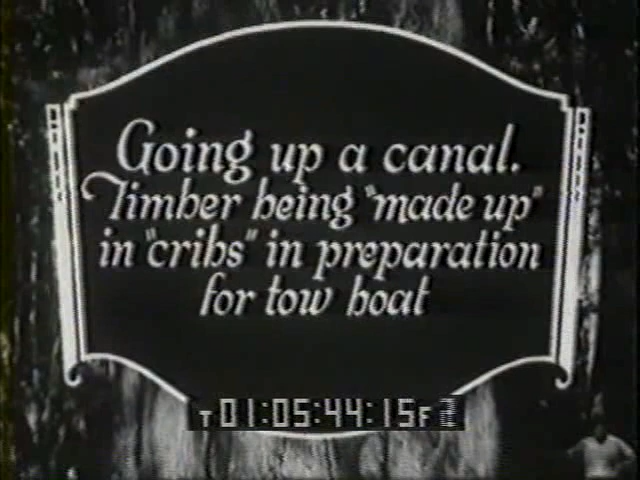 Going up a canal.
Timber being "made up"
in "cribs" in preparation
for tow boat
T01:05:44:15F2